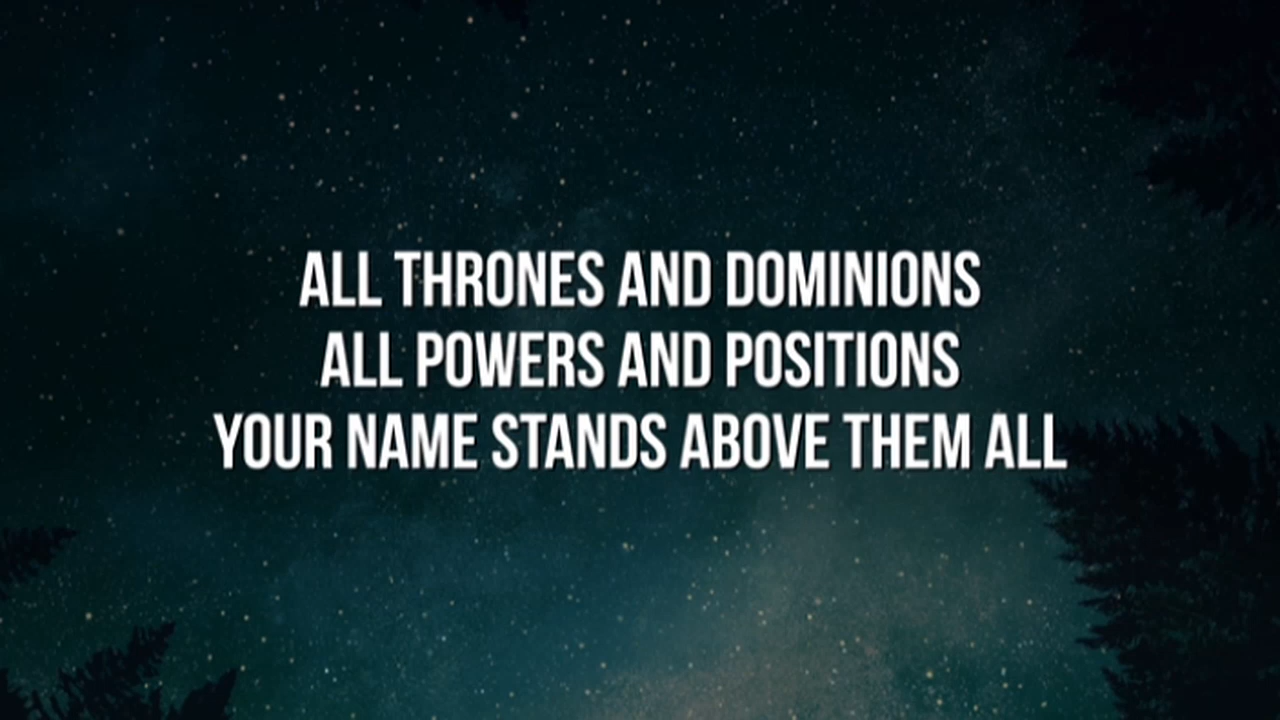 ALL THRONES AND DOMINIONS
ALL POWERS AND POSITIONS
YOUR NAME STANDS ABOVE THEM ALL